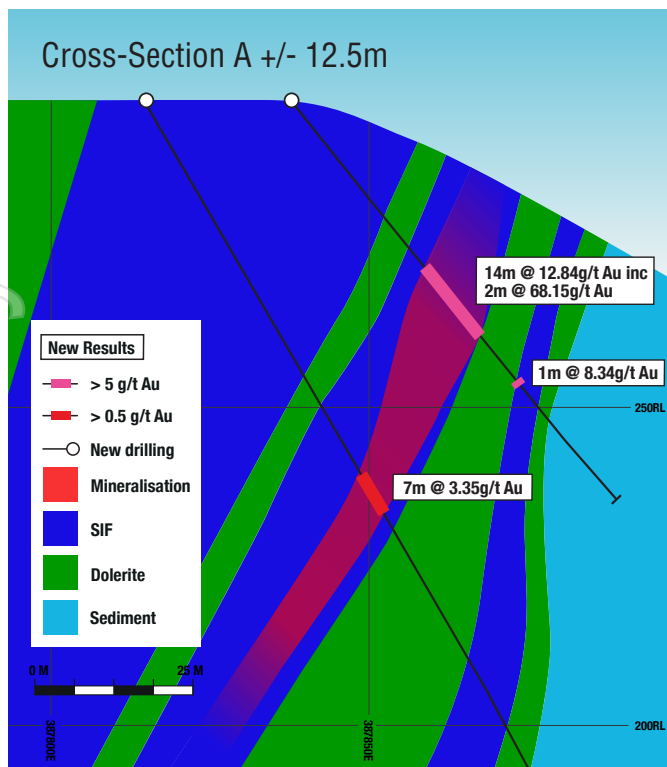 Cross-Section A +/- 12.5m
14m @ 12.84g/t Au inc
2m @ 68.15g/t Au
1m @ 8.34g/t Au
250RL
7m @ 3.35g/t Au
New Results
> 5 g/t Au
> 0.5 g/t Au
New drilling
Mineralisation
SIF
Dolerite
Sediment
0 M 25 M
387800E
387850E
200RL